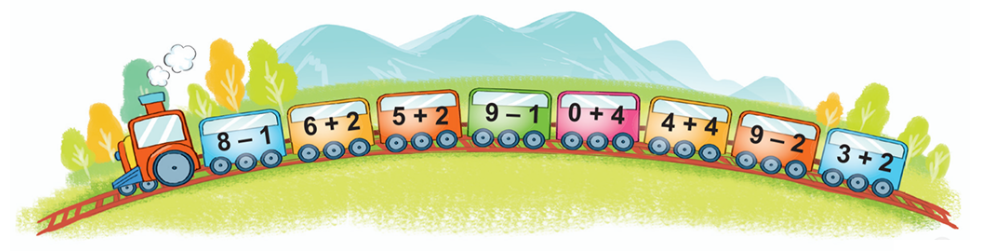 8 – 1
6 + 2
5 + 2
9 – 1
0 + 4
4 + 4
9 – 2
3 + 2